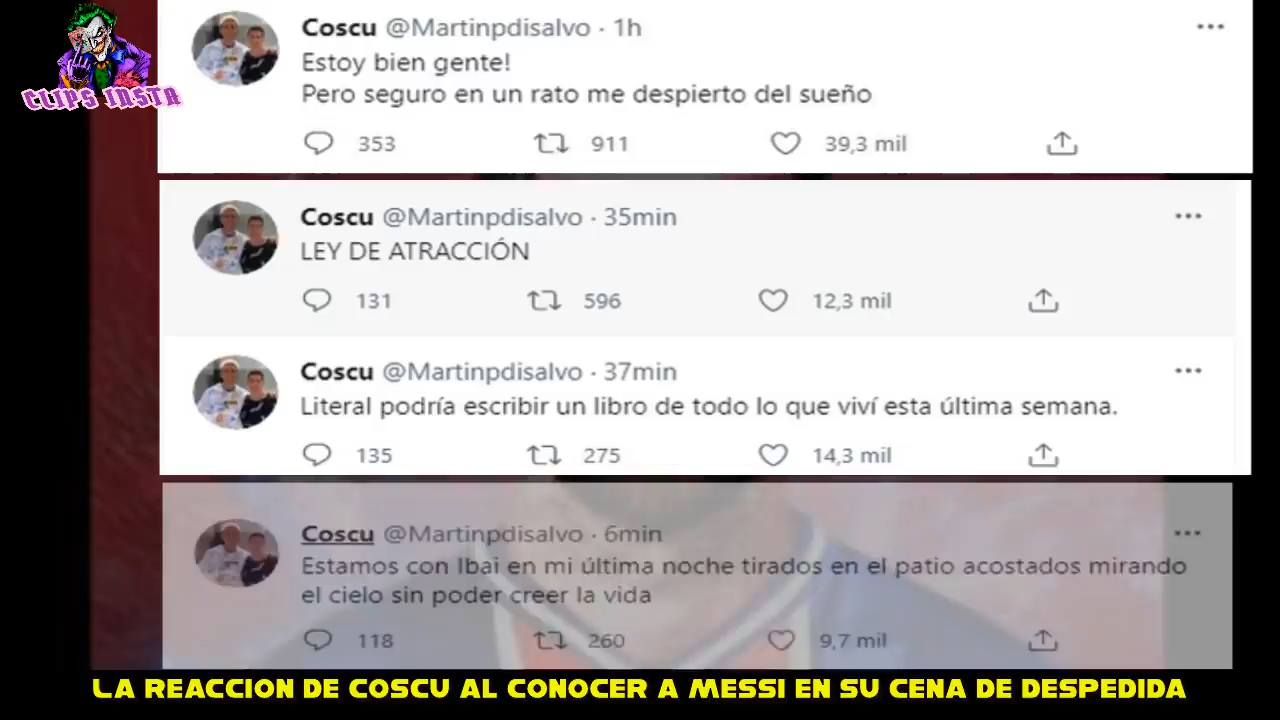 CLIPS INSTA
Coscu @Martinpdisalvo · 1h
Estoy bien gente!
Pero seguro en un rato me despierto del sueño
353 911 39,3 mil
Coscu @Martinpdisalvo · 35min
LEY DE ATRACCIÓN
131 596 12,3 mil
Coscu @Martinpdisalvo · 37min
Literal podría escribir un libro de todo lo que viví esta última semana.
135 275 14,3 mil
Coscu @Martinpdisalvo · 6min
Estamos con Ibai en mi última noche tirados en el patio acostados mirando
el cielo sin poder creer la vida
118 260 9,7 mil
LA REACCION DE COSCU AL CONOCER A MESSI EN SU CENA DE DESPEDIDA